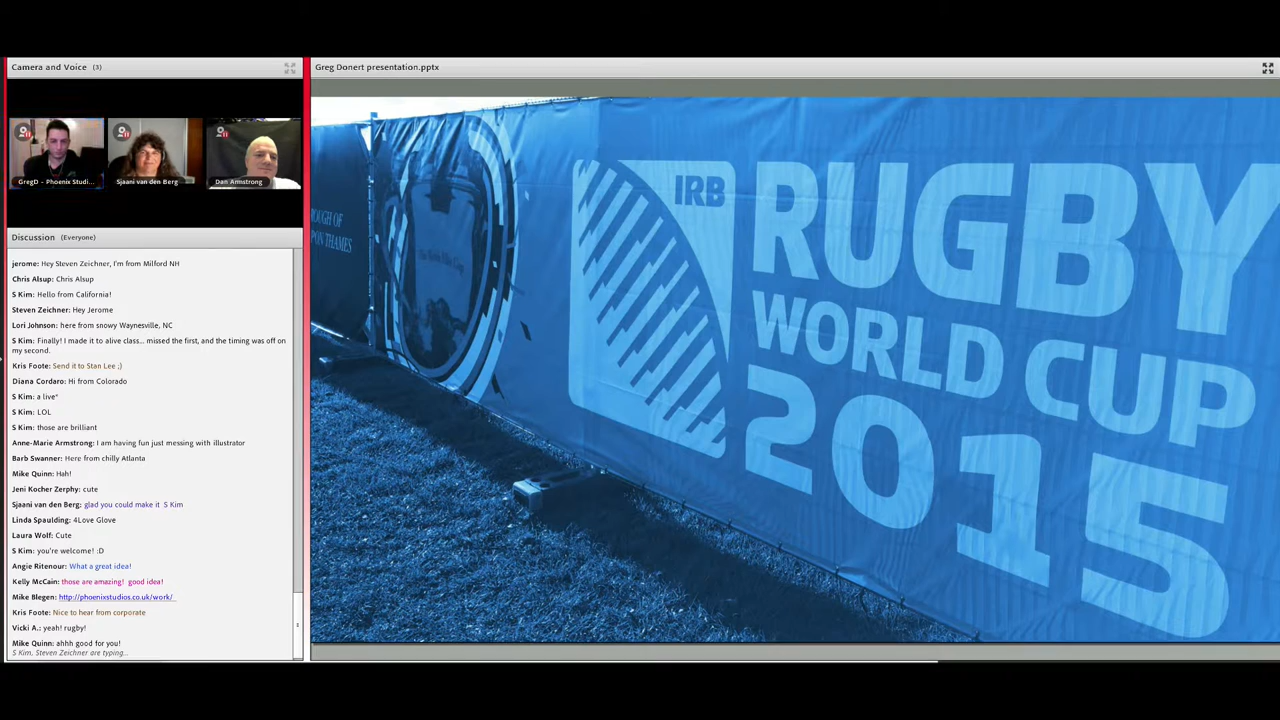 Camera and Voice (3)
GregD - Phoenix Studi...
Sjaani van den Berg
Dan Armstrong
Discussion (Everyone)
jerome: Hey Steven Zeichner, I'm from Milford NH
Chris Alsup: Chris Alsup
S Kim: Hello from California!
Steven Zeichner: Hey Jerome
Lori Johnson: here from snowy Waynesville, NC
S Kim: Finally! I made it to alive class... missed the first, and the timing was off on
my second.
Kris Foote: Send it to Stan Lee ;)
Diana Cordaro: Hi from Colorado
S Kim: a live*
S Kim: LOL
S Kim: those are brilliant
Anne-Marie Armstrong: I am having fun just messing with illustrator
Barb Swanner: Here from chilly Atlanta
Mike Quinn: Hah!
Jeni Kocher Zerphy: cute
Sjaani van den Berg: glad you could make it S Kim
Linda Spaulding: 4Love Glove
Laura Wolf: Cute
S Kim: you're welcome! :D
Angie Ritenour: What a great idea!
Kelly McCain: those are amazing! good idea!
Mike Blegen: http://phoenixstudios.co.uk/work/
Kris Foote: Nice to hear from corporate
Vicki A.: yeah! rugby!
Mike Quinn: ahhh good for you!
S Kim, Steven Zeichner are typing...
Greg Donert presentation.pptx
ROUGH OF
PON THAMES
IRB
RUGBY
WORLD CUP
2015